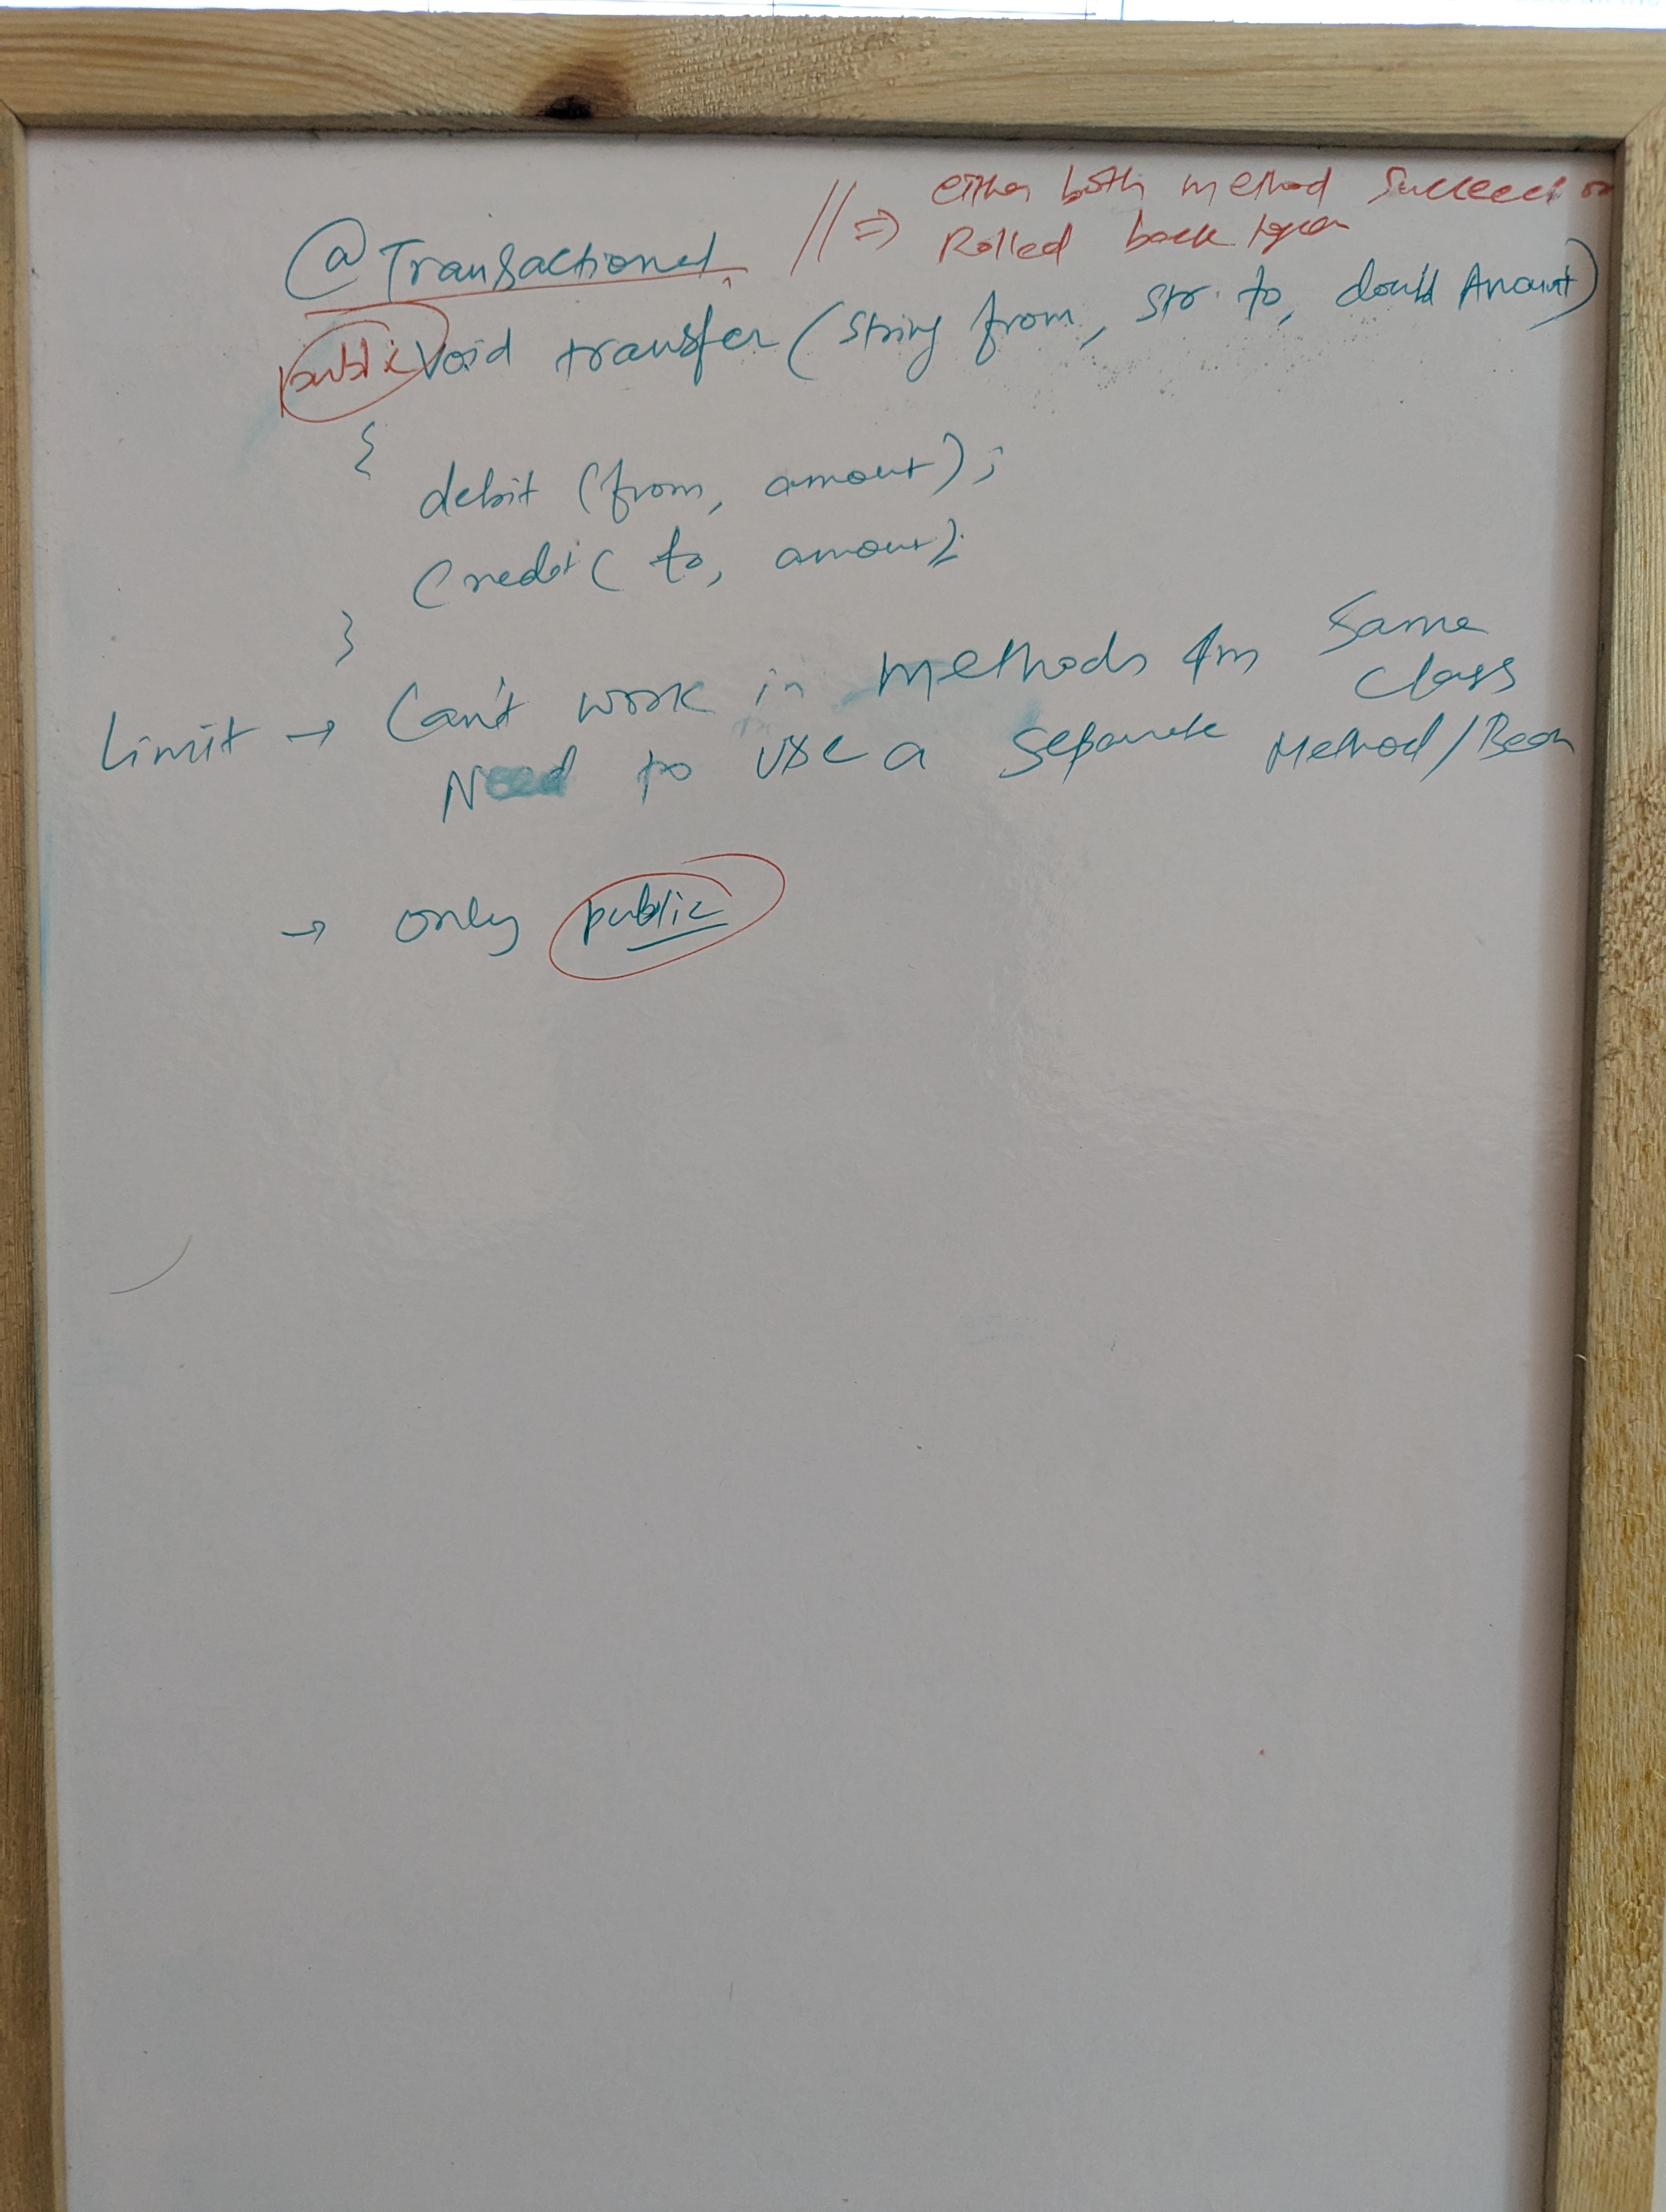 @Transactional // => either both method succeed or
Rolled back
public void transfer (String from, Str. to, double Amount)
{
debit (from, amount);
Credit ( to, amount);
}
Limit → Can't work in methods from Same
class
Need to use a Separate Method/Bean
→ only public